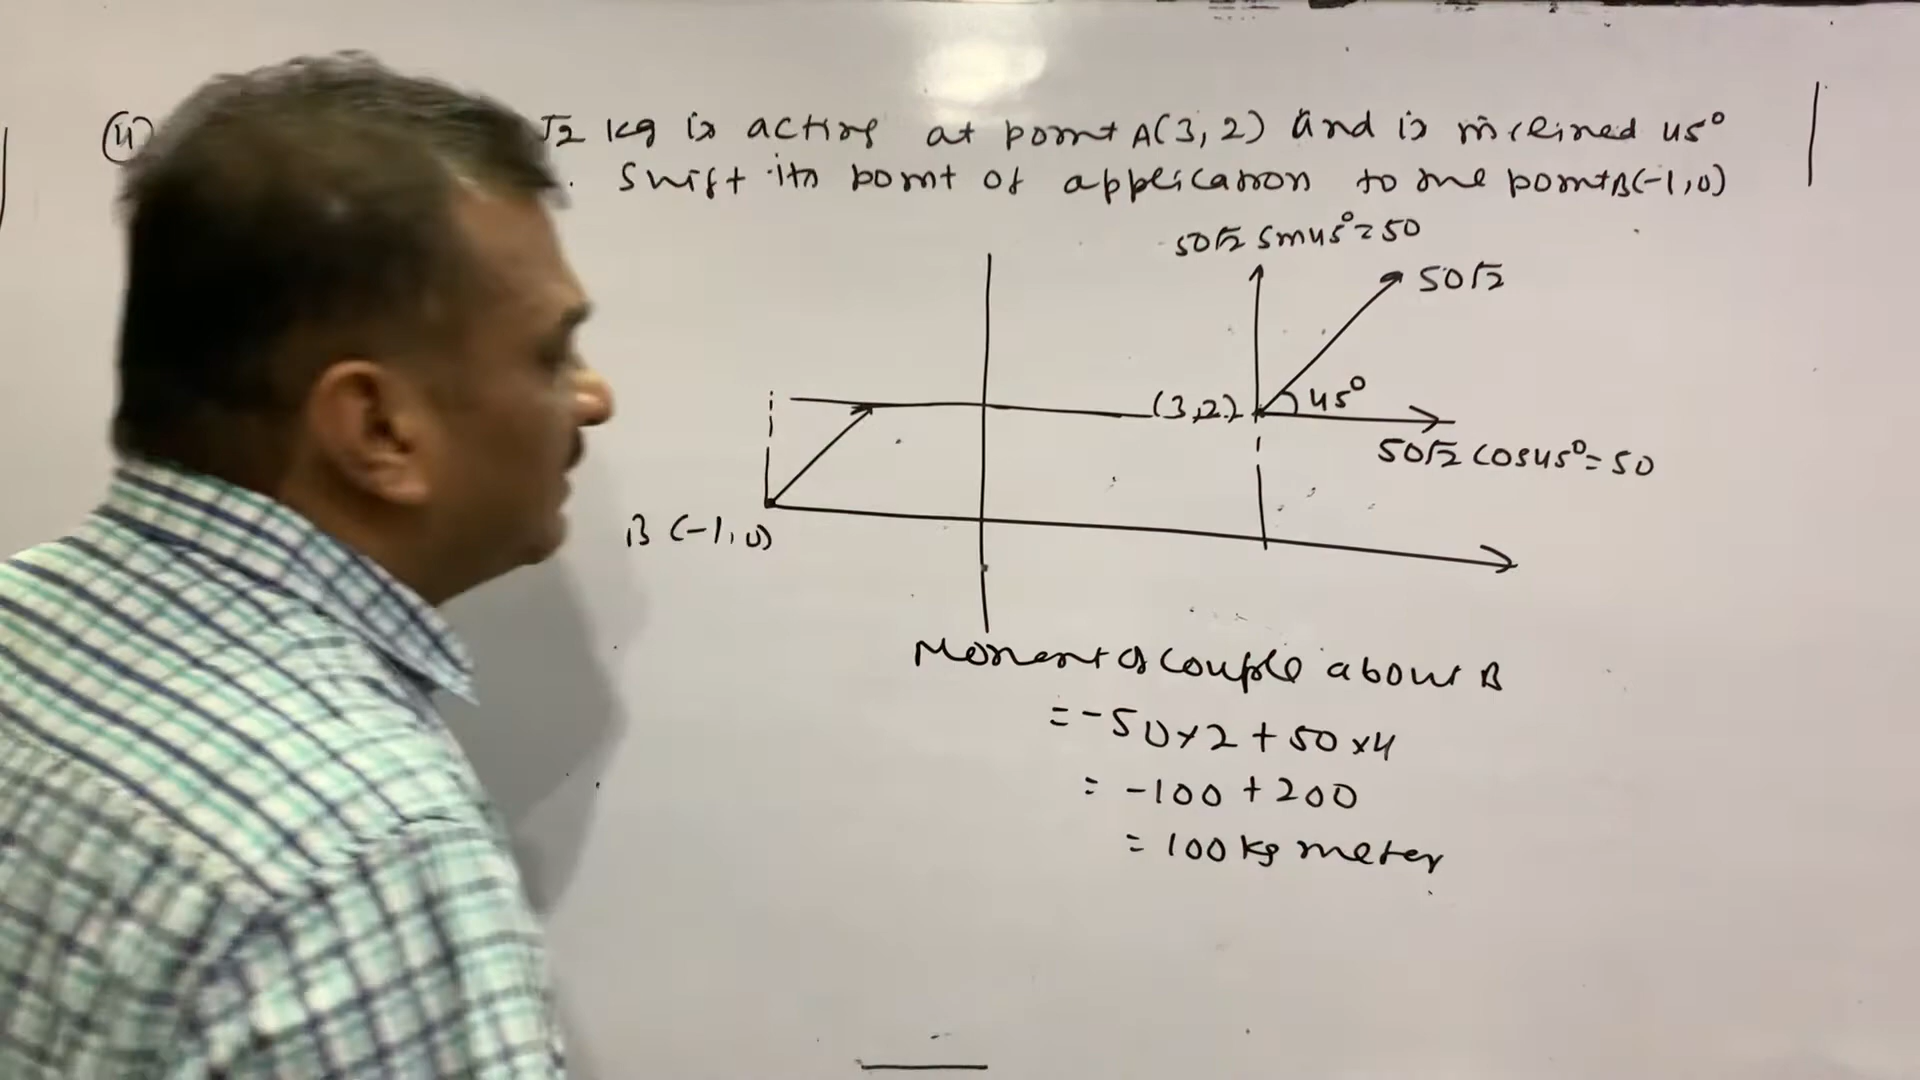 (4) √2 kg is acting at point A(3,2) and is inclined 45°
. Shift its point of application to the point B(-1,0)
50√2 sin45° = 50
50√2
(3,2) 45°
50√2 cos45° = 50
B (-1,0)
Moment of couple about B
= -50×2 + 50×4
= -100 + 200
= 100 kg meter